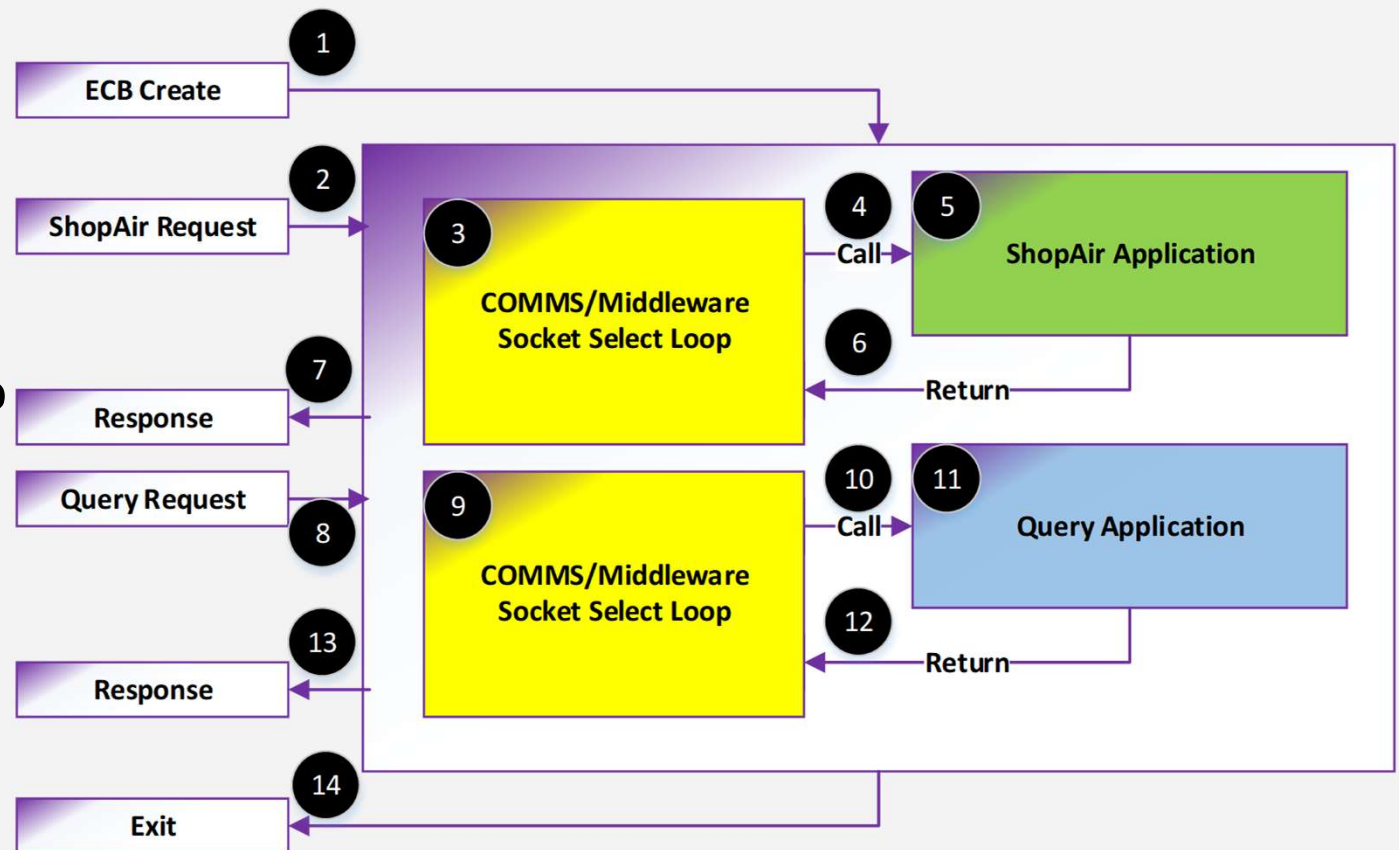 1
ECB Create
2
ShopAir Request
3
COMMS/Middleware
Socket Select Loop
4
Call
5
ShopAir Application
6
Return
7
Response
Query Request
8
9
COMMS/Middleware
Socket Select Loop
10
Call
11
Query Application
12
Return
13
Response
14
Exit